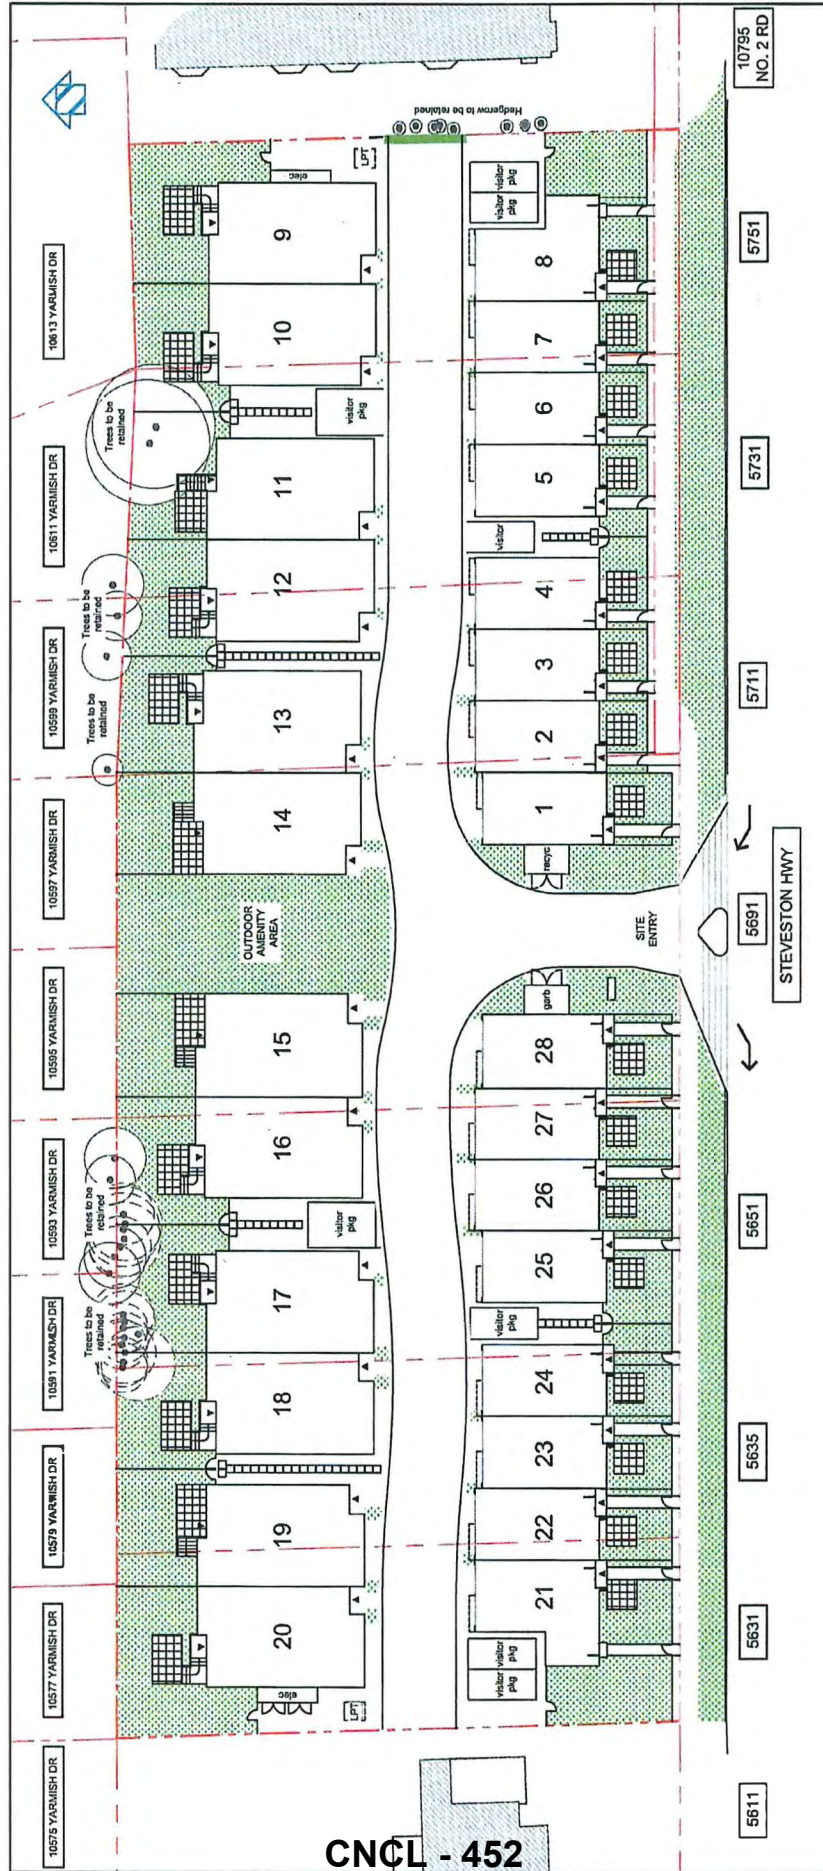 10575 YARMISH DR
10577 YARMISH DR
10579 YARMISH DR
10591 YARMISH DR
10593 YARMISH DR
10595 YARMISH DR
10597 YARMISH DR
10599 YARMISH DR
10611 YARMISH DR
10613 YARMISH DR
Trees to be
retained
Trees to be
retained
Trees to be
retained
Trees to be
retained
Trees to be
retained
elec
20
19
18
17
16
15
OUTDOOR
AMENITY
AREA
14
13
12
11
10
9
elec
LPT
visitor
pkg
visitor
pkg
LPT
Hedgerow to be retained
visitor
pkg
visitor
pkg
21
22
23
24
visitor
pkg
25
26
27
28
garb
SITE
ENTRY
recyc
1
2
3
4
visitor
5
6
7
8
visitor
pkg
visitor
pkg
5611
5631
5635
5651
5691
5711
5731
5751
10795
NO. 2 RD
STEVESTON HWY
CNCL - 452